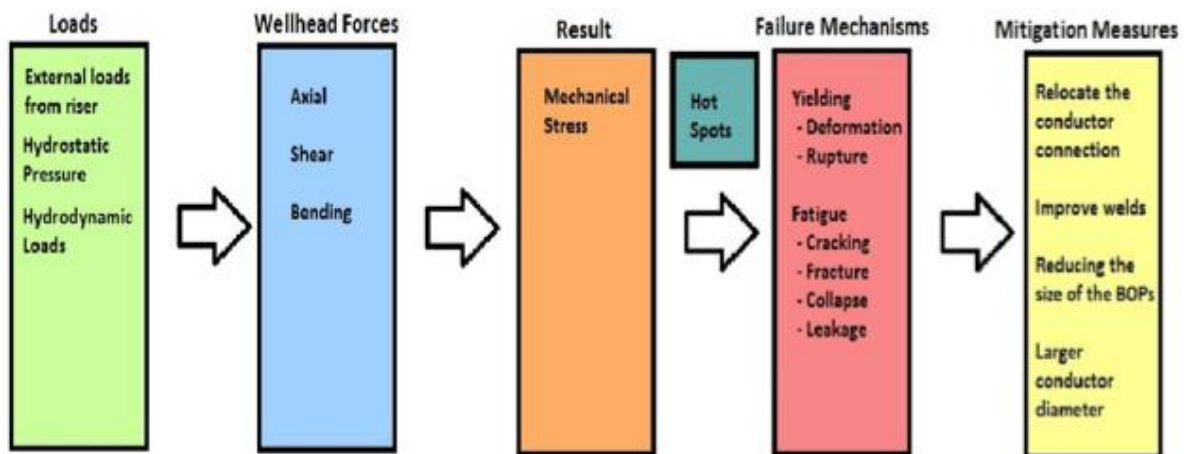 Loads
External loads
from riser
Hydrostatic
Pressure
Hydrodynamic
Loads
Wellhead Forces
Axial
Shear
Bending
Result
Mechanical
Stress
Hot
Spots
Failure Mechanisms
Yielding
- Deformation
- Rupture
Fatigue
- Cracking
- Fracture
- Collapse
- Leakage
Mitigation Measures
Relocate the
conductor
connection
Improve welds
Reducing the
size of the BOPs
Larger
conductor
diameter